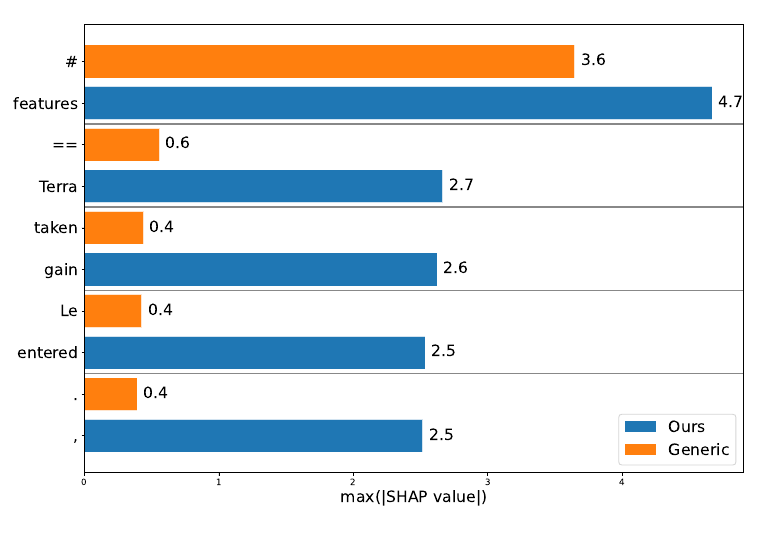 # 3.6
features 4.7
== 0.6
Terra 2.7
taken 0.4
gain 2.6
Le 0.4
entered 2.5
. 0.4
, 2.5
Ours
Generic
0 1 2 3 4
max(|SHAP value|)